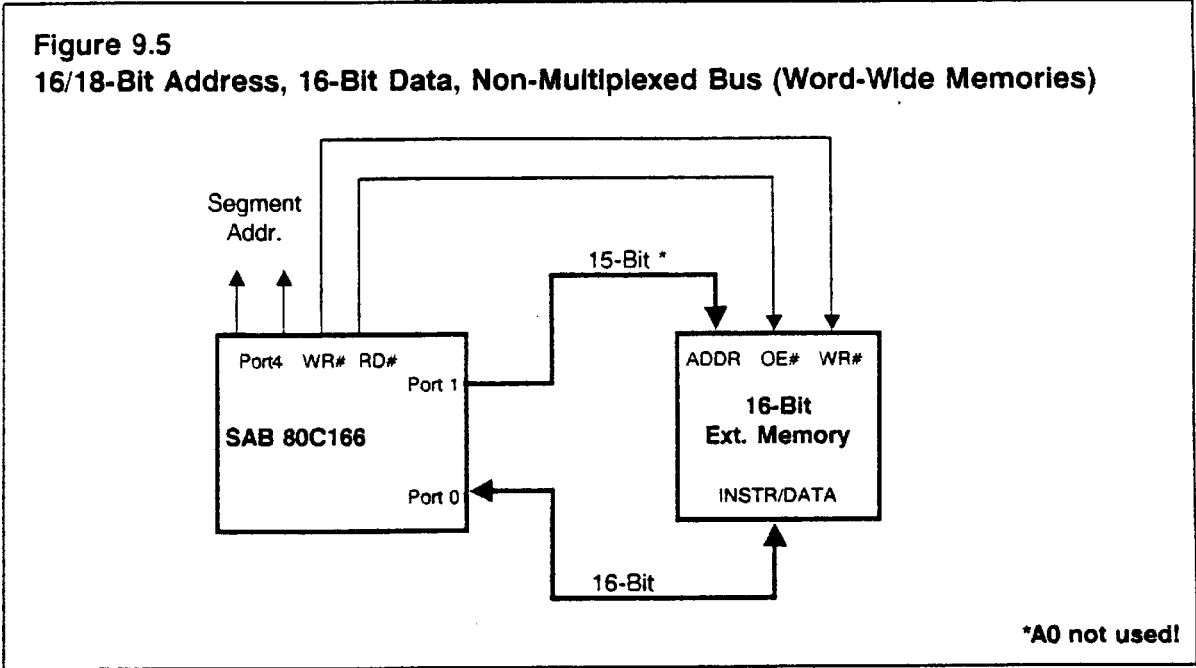 Figure 9.5
16/18-Bit Address, 16-Bit Data, Non-Multiplexed Bus (Word-Wide Memories)
Segment
Addr.
15-Bit *
Port4 WR# RD#
Port 1
SAB 80C166
Port 0
ADDR OE# WR#
16-Bit
Ext. Memory
INSTR/DATA
16-Bit
*A0 not used!